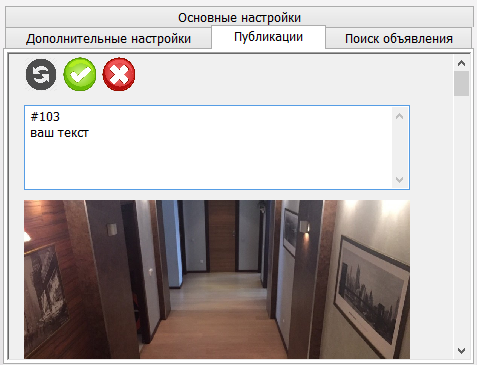 Основные настройки
Дополнительные настройки
Публикации
Поиск объявления
#103
ваш текст